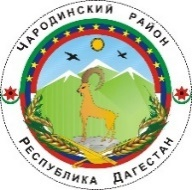 ЧАРОДИНСКИЙ РАЙОН
РЕСПУБЛИКА ДАГЕСТАН